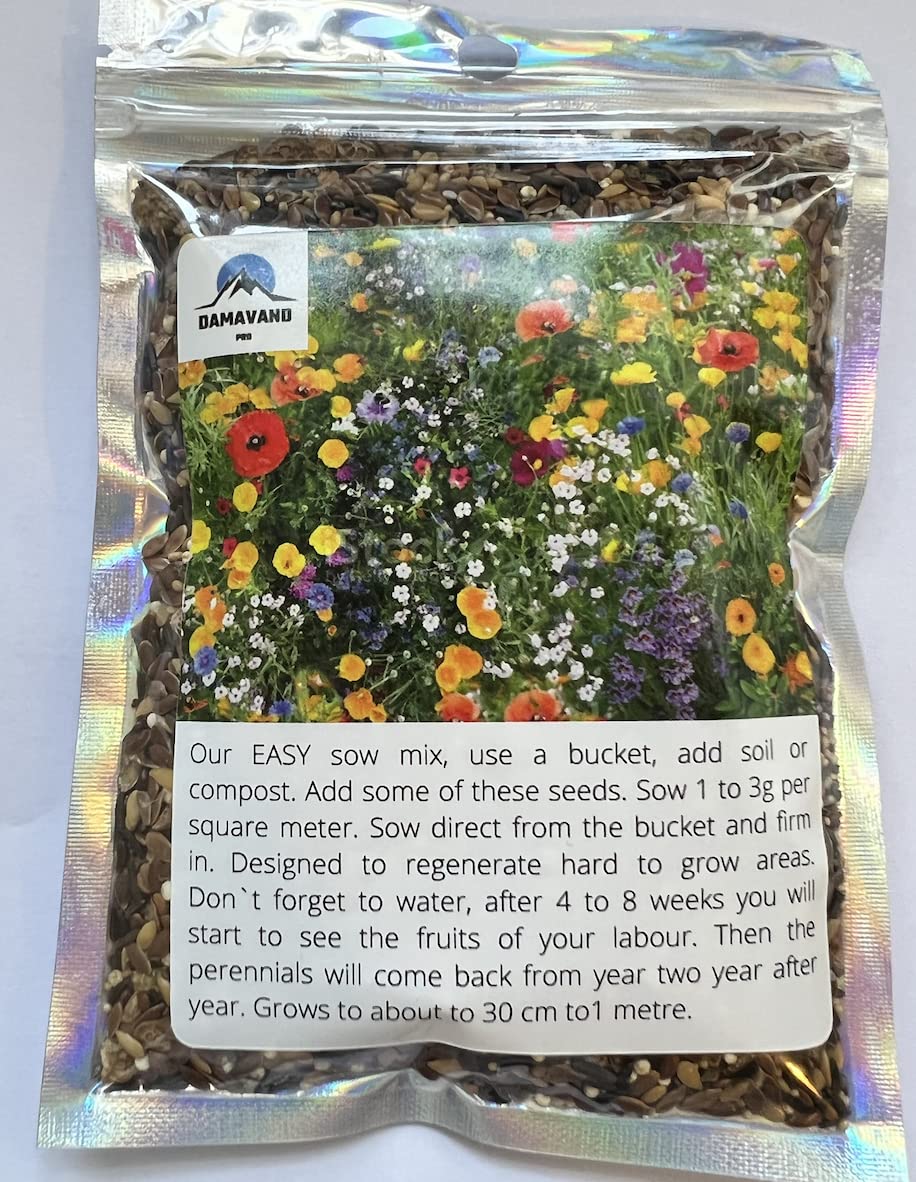 DAMAVAND
PRO
Our EASY sow mix, use a bucket, add soil or
compost. Add some of these seeds. Sow 1 to 3g per
square meter. Sow direct from the bucket and firm
in. Designed to regenerate hard to grow areas.
Don`t forget to water, after 4 to 8 weeks you will
start to see the fruits of your labour. Then the
perennials will come back from year two year after
year. Grows to about to 30 cm to1 metre.